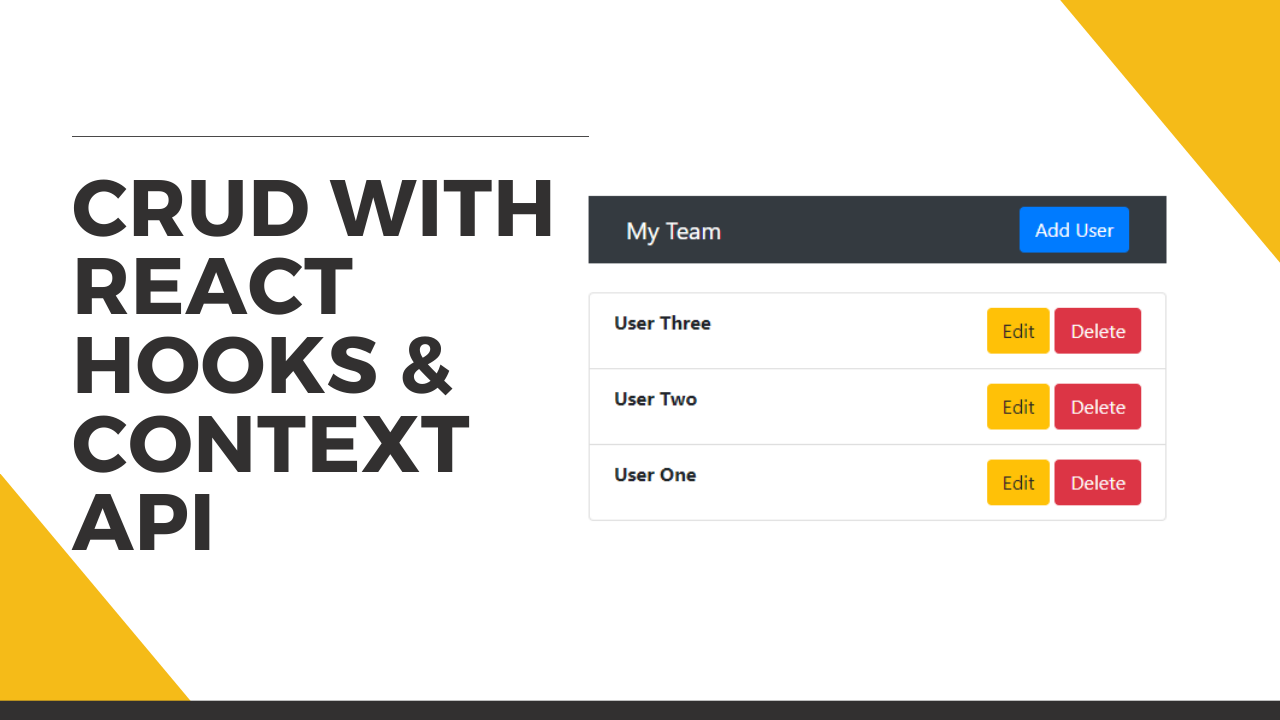 CRUD WITH
REACT
HOOKS &
CONTEXT
API
My Team
Add User
User Three
Edit
Delete
User Two
Edit
Delete
User One
Edit
Delete